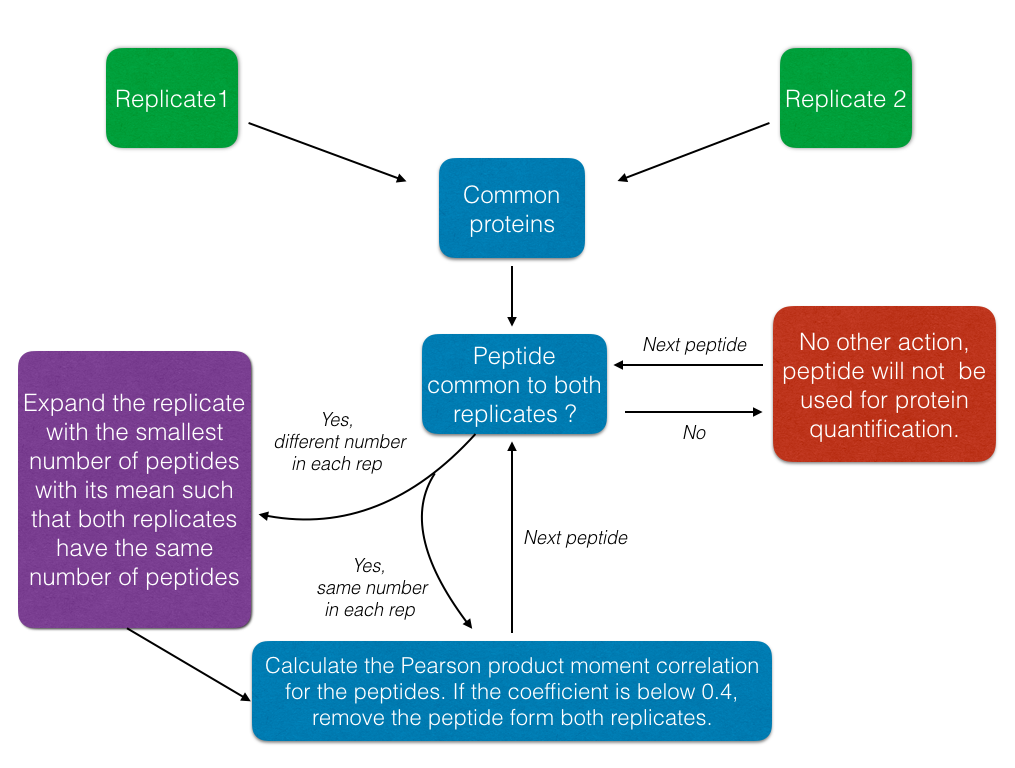 Replicate1
Replicate 2
Common
proteins
Peptide
common to both
replicates ?
Next peptide
No
No other action,
peptide will not  be
used for protein
quantification.
Expand the replicate
with the smallest
number of peptides
with its mean such
that both replicates
have the same
number of peptides
Yes,
different number
in each rep
Yes,
same number
in each rep
Next peptide
Calculate the Pearson product moment correlation
for the peptides. If the coefficient is below 0.4,
remove the peptide form both replicates.